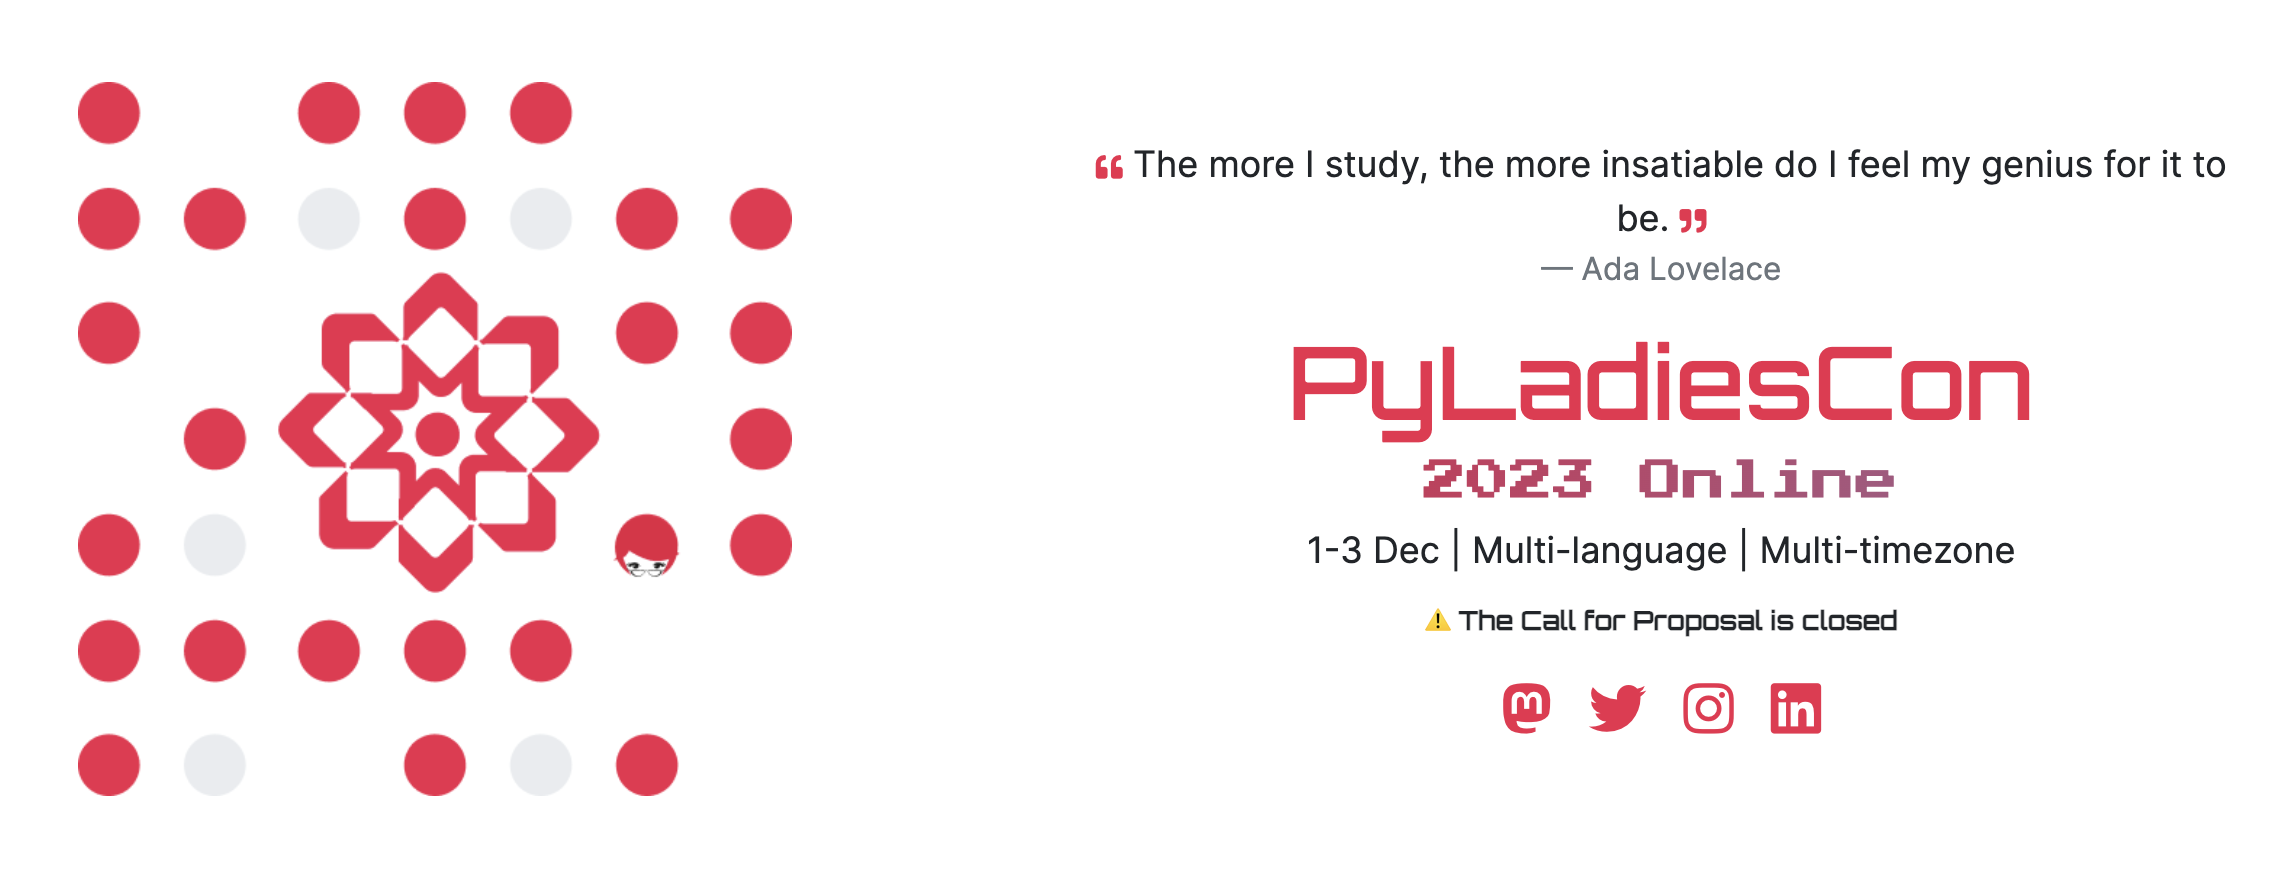 “ The more I study, the more insatiable do I feel my genius for it to
be. ”
— Ada Lovelace
PyLadiesCon
2023 Online
1-3 Dec | Multi-language | Multi-timezone
⚠️ The Call for Proposal is closed